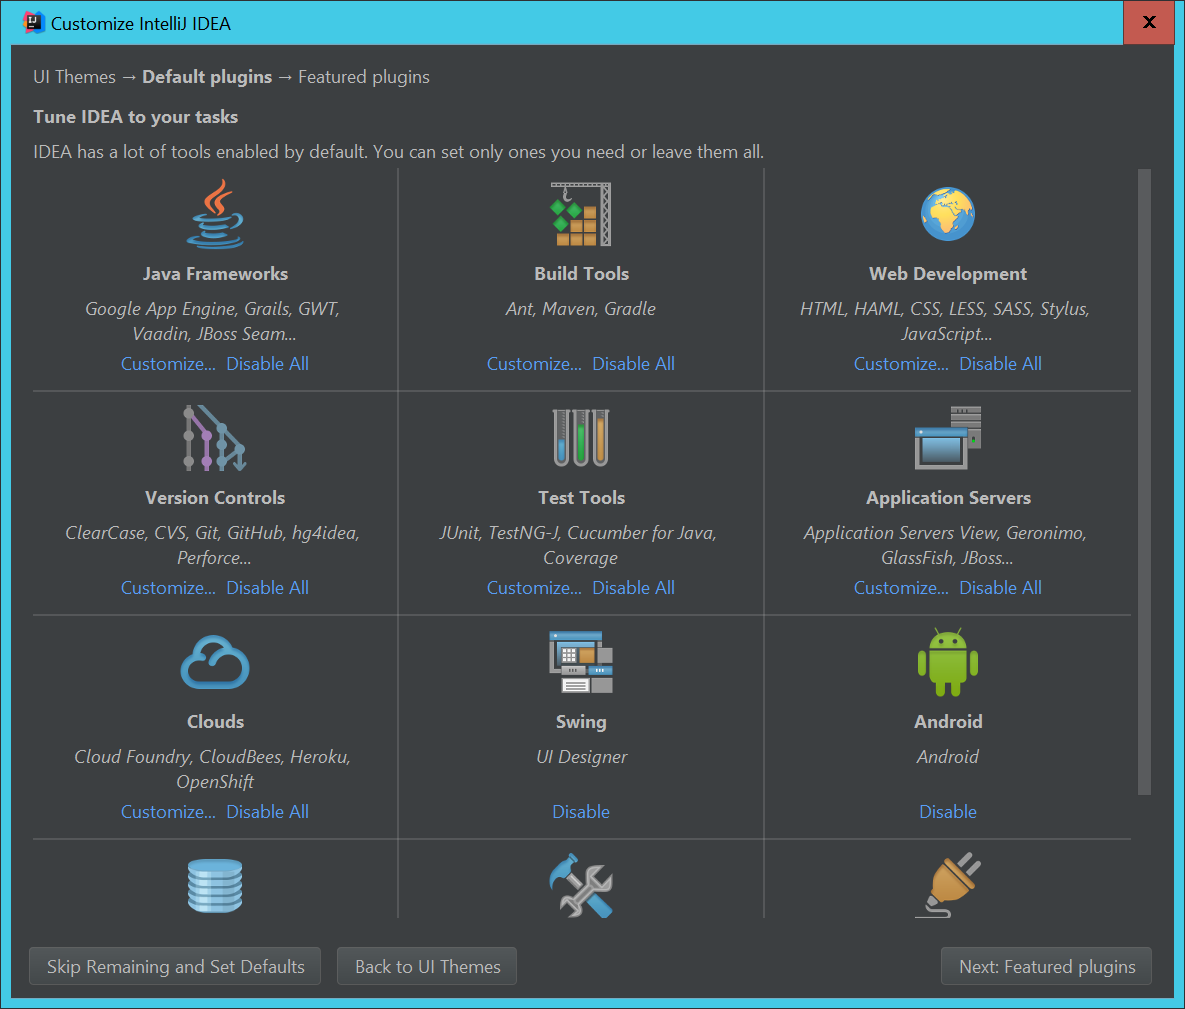 Customize IntelliJ IDEA
UI Themes → Default plugins → Featured plugins
Tune IDEA to your tasks
IDEA has a lot of tools enabled by default. You can set only ones you need or leave them all.
Java Frameworks
Google App Engine, Grails, GWT,
Vaadin, JBoss Seam...
Customize... Disable All
Build Tools
Ant, Maven, Gradle
Customize... Disable All
Web Development
HTML, HAML, CSS, LESS, SASS, Stylus,
JavaScript...
Customize... Disable All
Version Controls
ClearCase, CVS, Git, GitHub, hg4idea,
Perforce...
Customize... Disable All
Test Tools
JUnit, TestNG-J, Cucumber for Java,
Coverage
Customize... Disable All
Application Servers
Application Servers View, Geronimo,
GlassFish, JBoss...
Customize... Disable All
Clouds
Cloud Foundry, CloudBees, Heroku,
OpenShift
Customize... Disable All
Swing
UI Designer
Disable
Android
Android
Disable
Skip Remaining and Set Defaults
Back to UI Themes
Next: Featured plugins